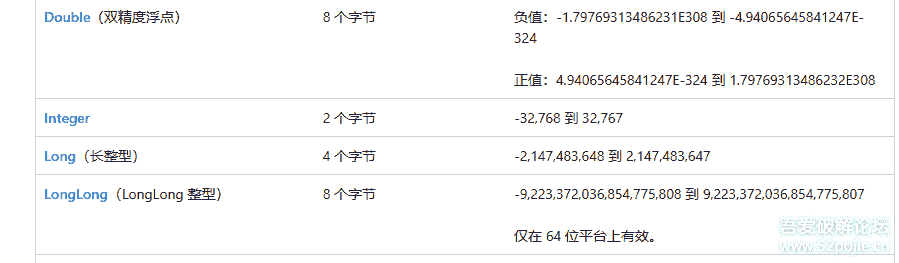 Double（双精度浮点） 8 个字节 负值：-1.79769313486231E308 到 -4.94065645841247E-
324
正值：4.94065645841247E-324 到 1.79769313486232E308
Integer 2 个字节 -32,768 到 32,767
Long（长整型） 4 个字节 -2,147,483,648 到 2,147,483,647
LongLong（LongLong 整型） 8 个字节 -9,223,372,036,854,775,808 到 9,223,372,036,854,775,807
仅在 64 位平台上有效。
吾爱破解论坛
www.52pojie.cn